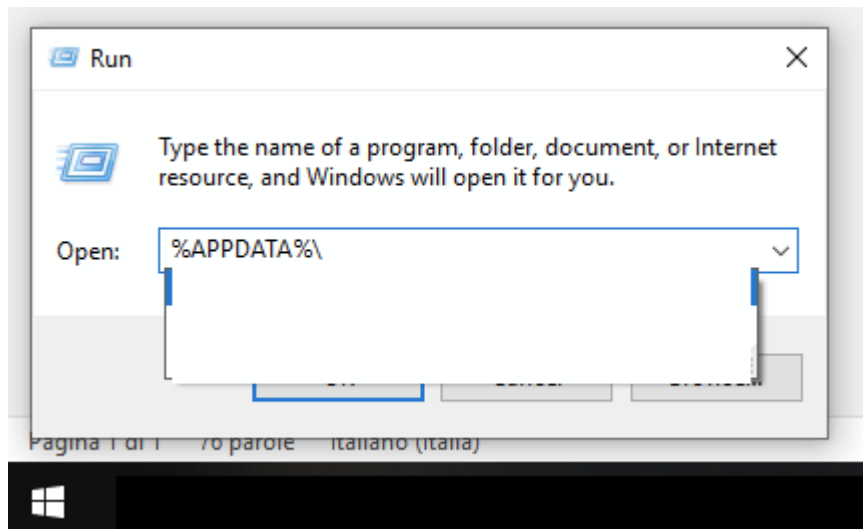 Run
Type the name of a program, folder, document, or Internet
resource, and Windows will open it for you.
Open:
%APPDATA%\
Pagina 1 di 1 76 parole Italiano (Italia)